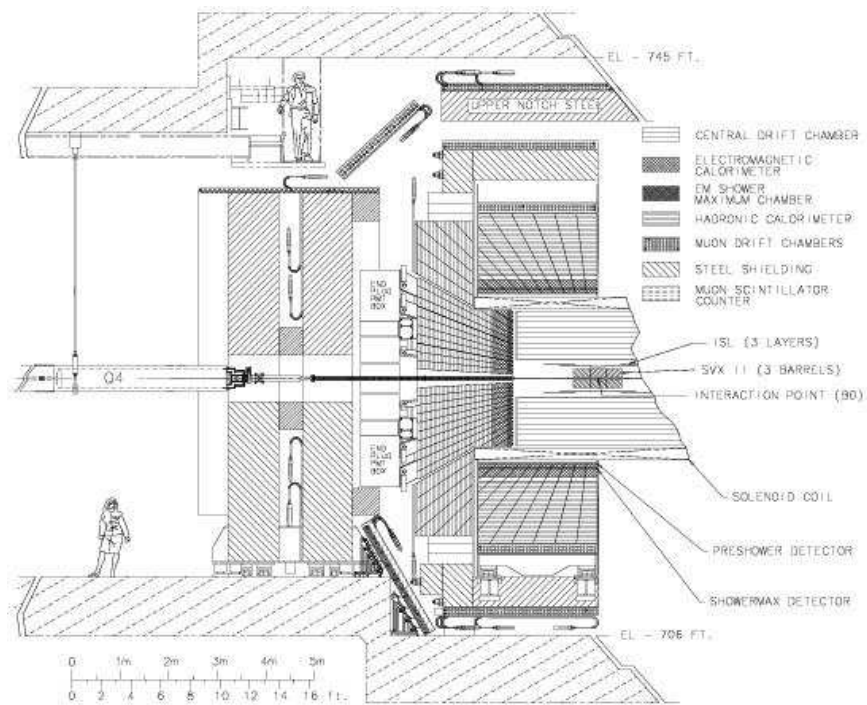 EL - 745 FT.
UPPER NOTCH STEEL
CENTRAL DRIFT CHAMBER
ELECTROMAGNETIC
CALORIMETER
EM SHOWER
MAXIMUM CHAMBER
HADRONIC CALORIMETER
MUON DRIFT CHAMBERS
STEEL SHIELDING
MUON SCINTILLATOR
COUNTER
END
PLUG
PMT
BOX
ISL (3 LAYERS)
SVX II (3 BARRELS)
INTERACTION POINT (B0)
Q4
END
PLUG
PMT
BOX
SOLENOID COIL
PRESHOWER DETECTOR
SHOWERMAX DETECTOR
EL - 706 FT.
0 1m 2m 3m 4m 5m
0 2 4 6 8 10 12 14 16 ft.